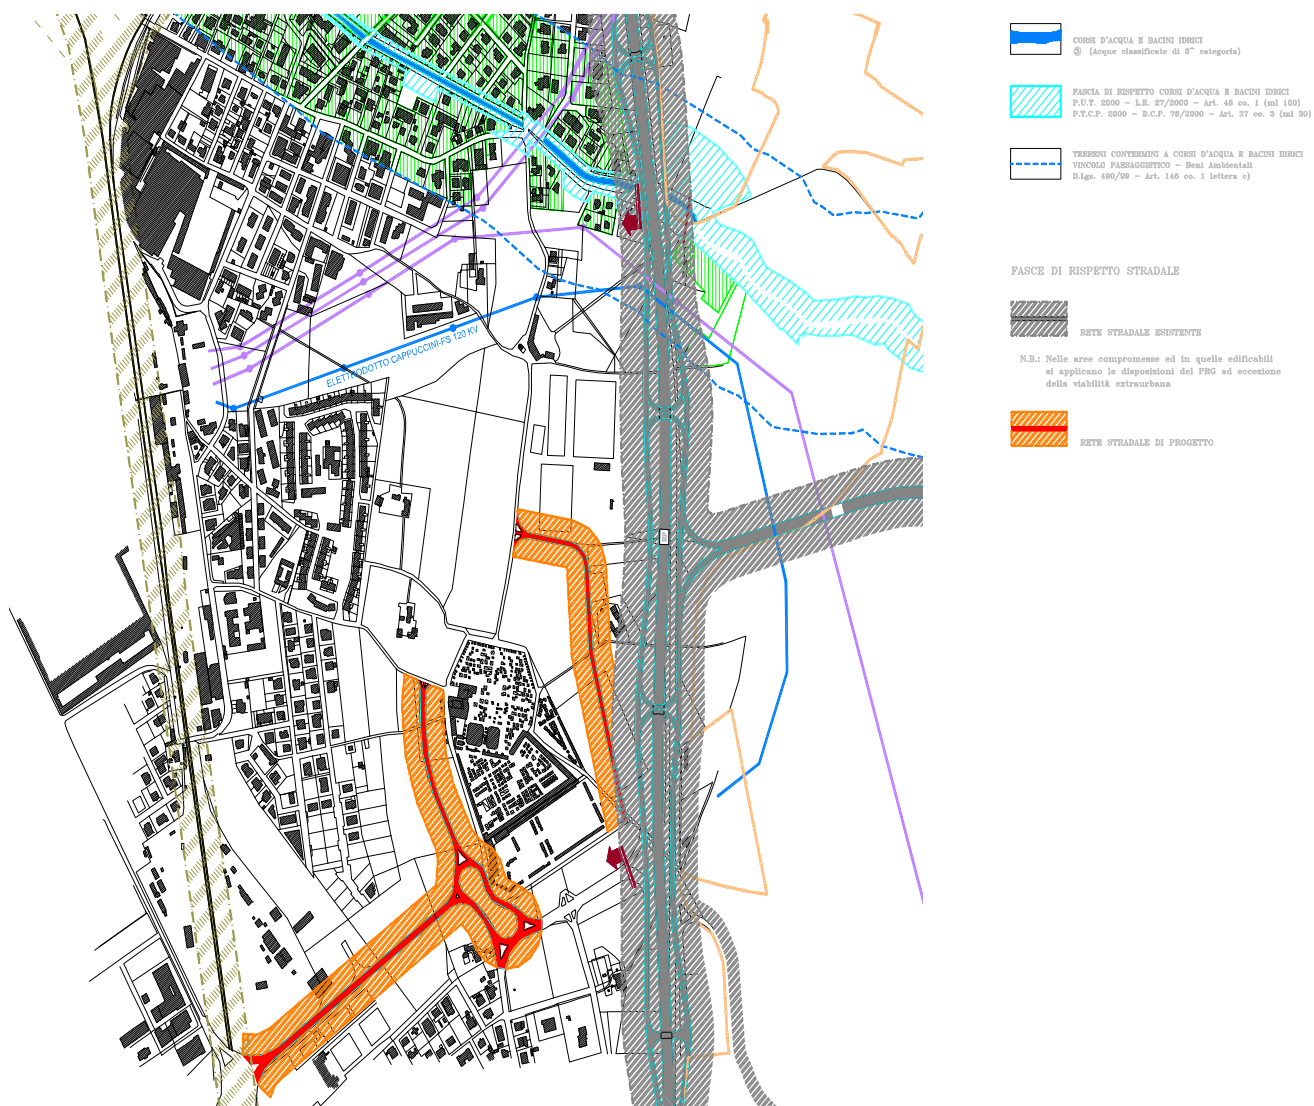 CORSI D'ACQUA E BACINI IDRICI
③ (Acque classificate di 3^ categoria)
FASCIA DI RISPETTO CORSI D'ACQUA E BACINI IDRICI
P.U.T. 2000 - L.R. 27/2000 - Art. 48 co. 1 (ml 100)
P.T.C.P. 2000 - D.C.P. 76/2000 - Art. 37 co. 3 (ml 30)
TERRENI CONTERMINI A CORSI D'ACQUA E BACINI IDRICI
VINCOLO PAESAGGISTICO - Beni Ambientali
D.Lgs. 490/99 - Art. 146 co. 1 lettera c)
FASCE DI RISPETTO STRADALE
RETE STRADALE ESISTENTE
N.B.: Nelle aree compromesse ed in quelle edificabili
si applicano le disposizioni del PRG ad eccezione
della viabilità extraurbana
RETE STRADALE DI PROGETTO
ELETTRODOTTO CAPPUCCINI-FS 120 KV